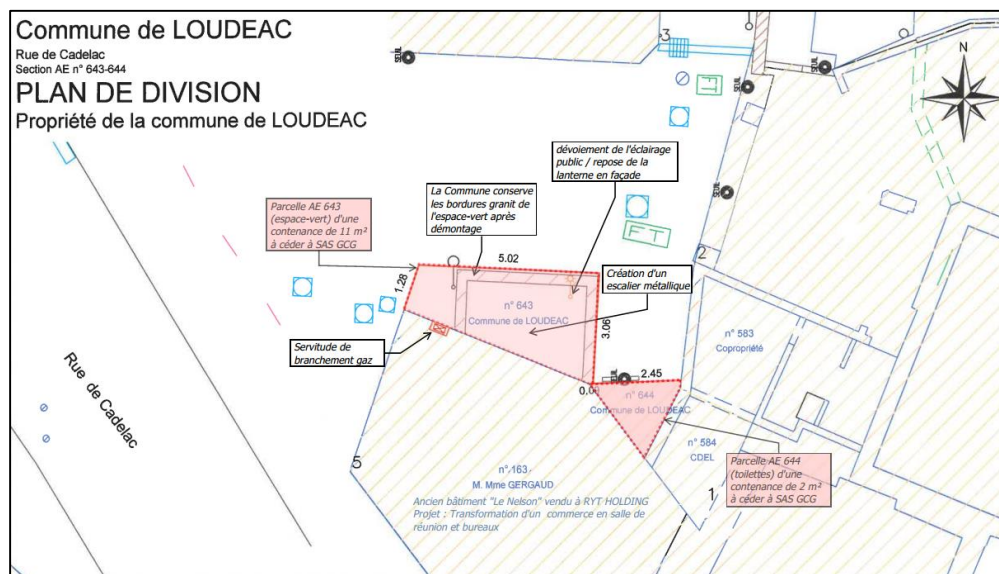 Commune de LOUDEAC
Rue de Cadelac
Section AE n° 643-644
PLAN DE DIVISION
Propriété de la commune de LOUDEAC
3
SEUIL
SEUIL
SEUIL
FT
N
dévoiement de l'éclairage
public / repose de la
lanterne en façade
La Commune conserve
les bordures granit de
l'espace-vert après
démontage
SEUIL
Parcelle AE 643
(espace-vert) d'une
contenance de 11 m²
à céder à SAS GCG
FT
2
5.02
Création d'un
escalier métallique
1.28
n° 643
Commune de LOUDEAC
3.06
n° 583
Copropriété
Servitude de
branchement gaz
SEUIL
2.45
n° 644
Commune de LOUDEAC
Rue de Cadelac
n° 584
CDEL
Parcelle AE 644
(toilettes) d'une
contenance de 2 m²
à céder à SAS GCG
n°163
M. Mme GERGAUD
1
Ancien bâtiment "Le Nelson" vendu à RYT HOLDING
Projet : Transformation d'un commerce en salle de
réunion et bureaux